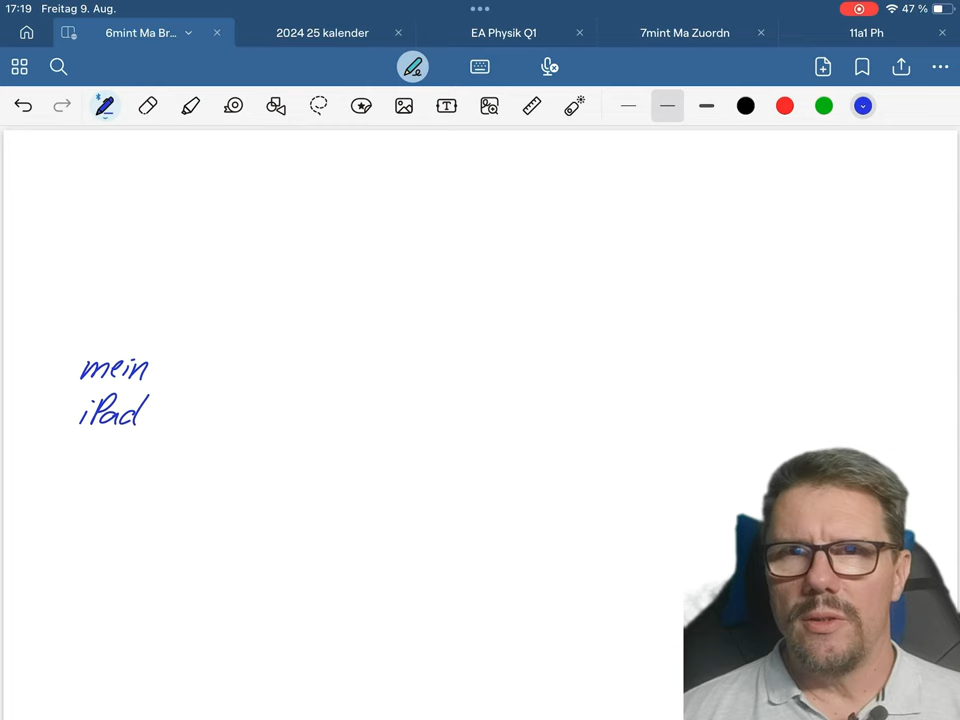 17:19 Freitag 9. Aug.
47 %
6mint Ma Br...
2024 25 kalender
EA Physik Q1
7mint Ma Zuordn
11a1 Ph
mein
iPad